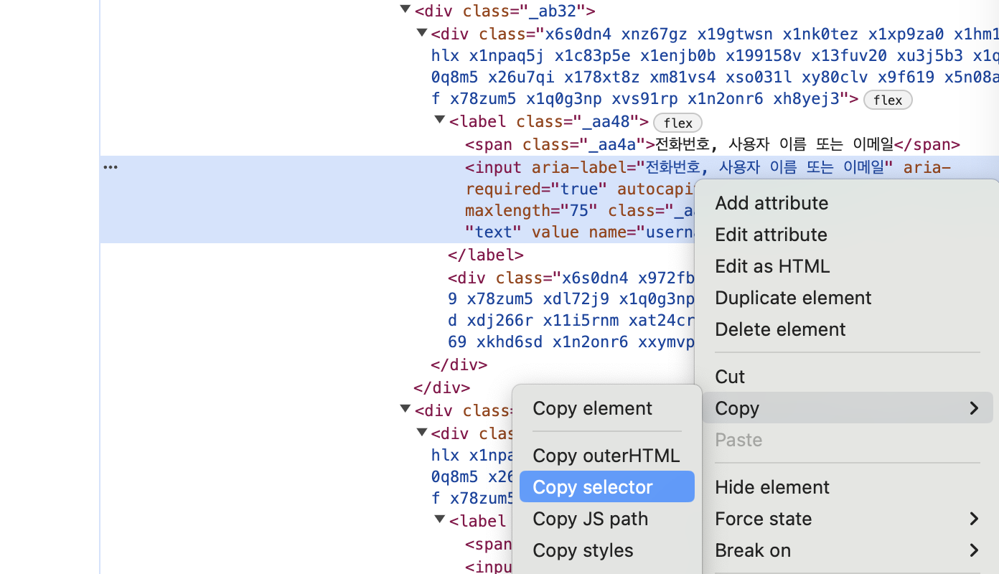 <div class="_ab32">
<div class="x6s0dn4 xnz67gz x19gtwsn x1nk0tez x1xp9za0 x1hm1
hlx x1npaq5j x1c83p5e x1enjb0b x199158v x13fuv20 xu3j5b3 x1q
0q8m5 x26u7qi x178xt8z xm81vs4 xso031l xy80clv x9f619 x5n08a
f x78zum5 x1q0g3np xvs91rp x1n2onr6 xh8yej3"> flex
<label class="_aa48"> flex
<span class="_aa4a">전화번호, 사용자 이름 또는 이메일</span>
... <input aria-label="전화번호, 사용자 이름 또는 이메일" aria-
required="true" autocapi
maxlength="75" class="_a
"text" value name="usern
</label>
<div class="x6s0dn4 x972fb
9 x78zum5 xdl72j9 x1q0g3np
d xdj266r x11i5rnm xat24cr
69 xkhd6sd x1n2onr6 xxymvp
</div>
</div>
<div class=
<div clas
hlx x1npa
0q8m5 x26
f x78zum5
<label
<span
<inpu
Add attribute
Edit attribute
Edit as HTML
Duplicate element
Delete element
Cut
Copy
Paste
Hide element
Force state
Break on
Copy element
Copy outerHTML
Copy selector
Copy JS path
Copy styles